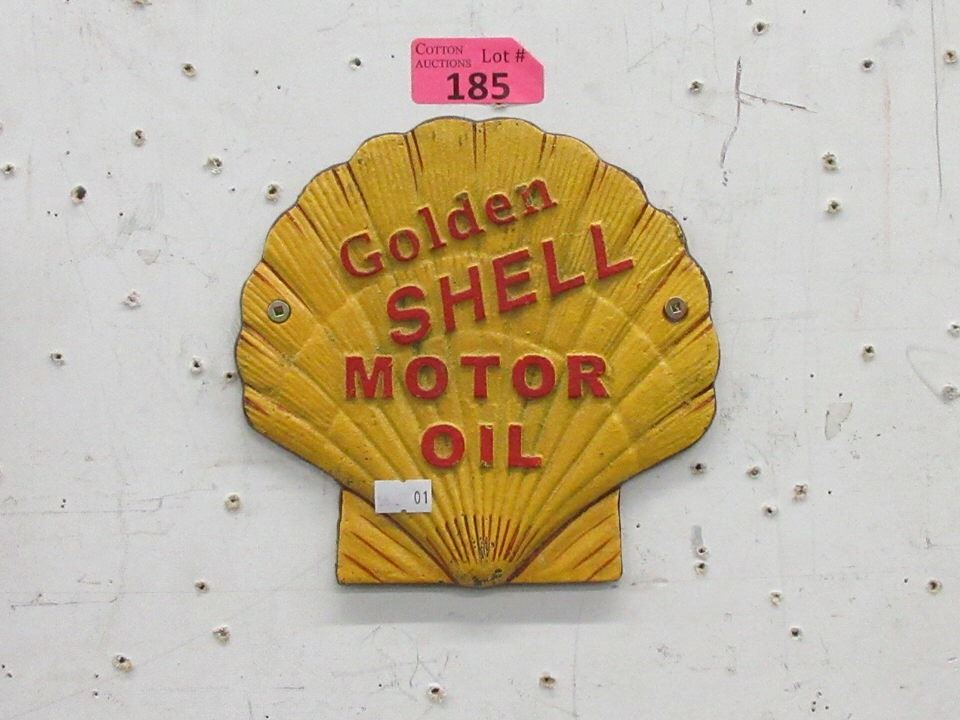 COTTON
AUCTIONS Lot #
185
Golden
SHELL
MOTOR
OIL
01